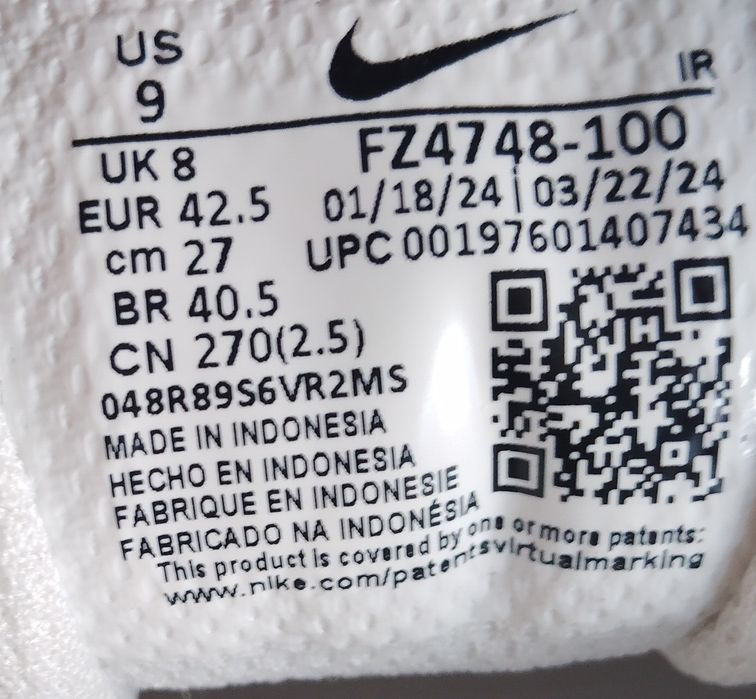 US
9
IR
UK 8
FZ4748-100
EUR 42.5
01/18/24 | 03/22/24
cm 27
UPC 00197601407434
BR 40.5
CN 270(2.5)
048R89S6VR2MS
MADE IN INDONESIA
HECHO EN INDONESIA
FABRIQUE EN INDONESIE
FABRICADO NA INDONÉSIA
This product is covered by one or more patents:
www.nike.com/patentsvirtualmarking